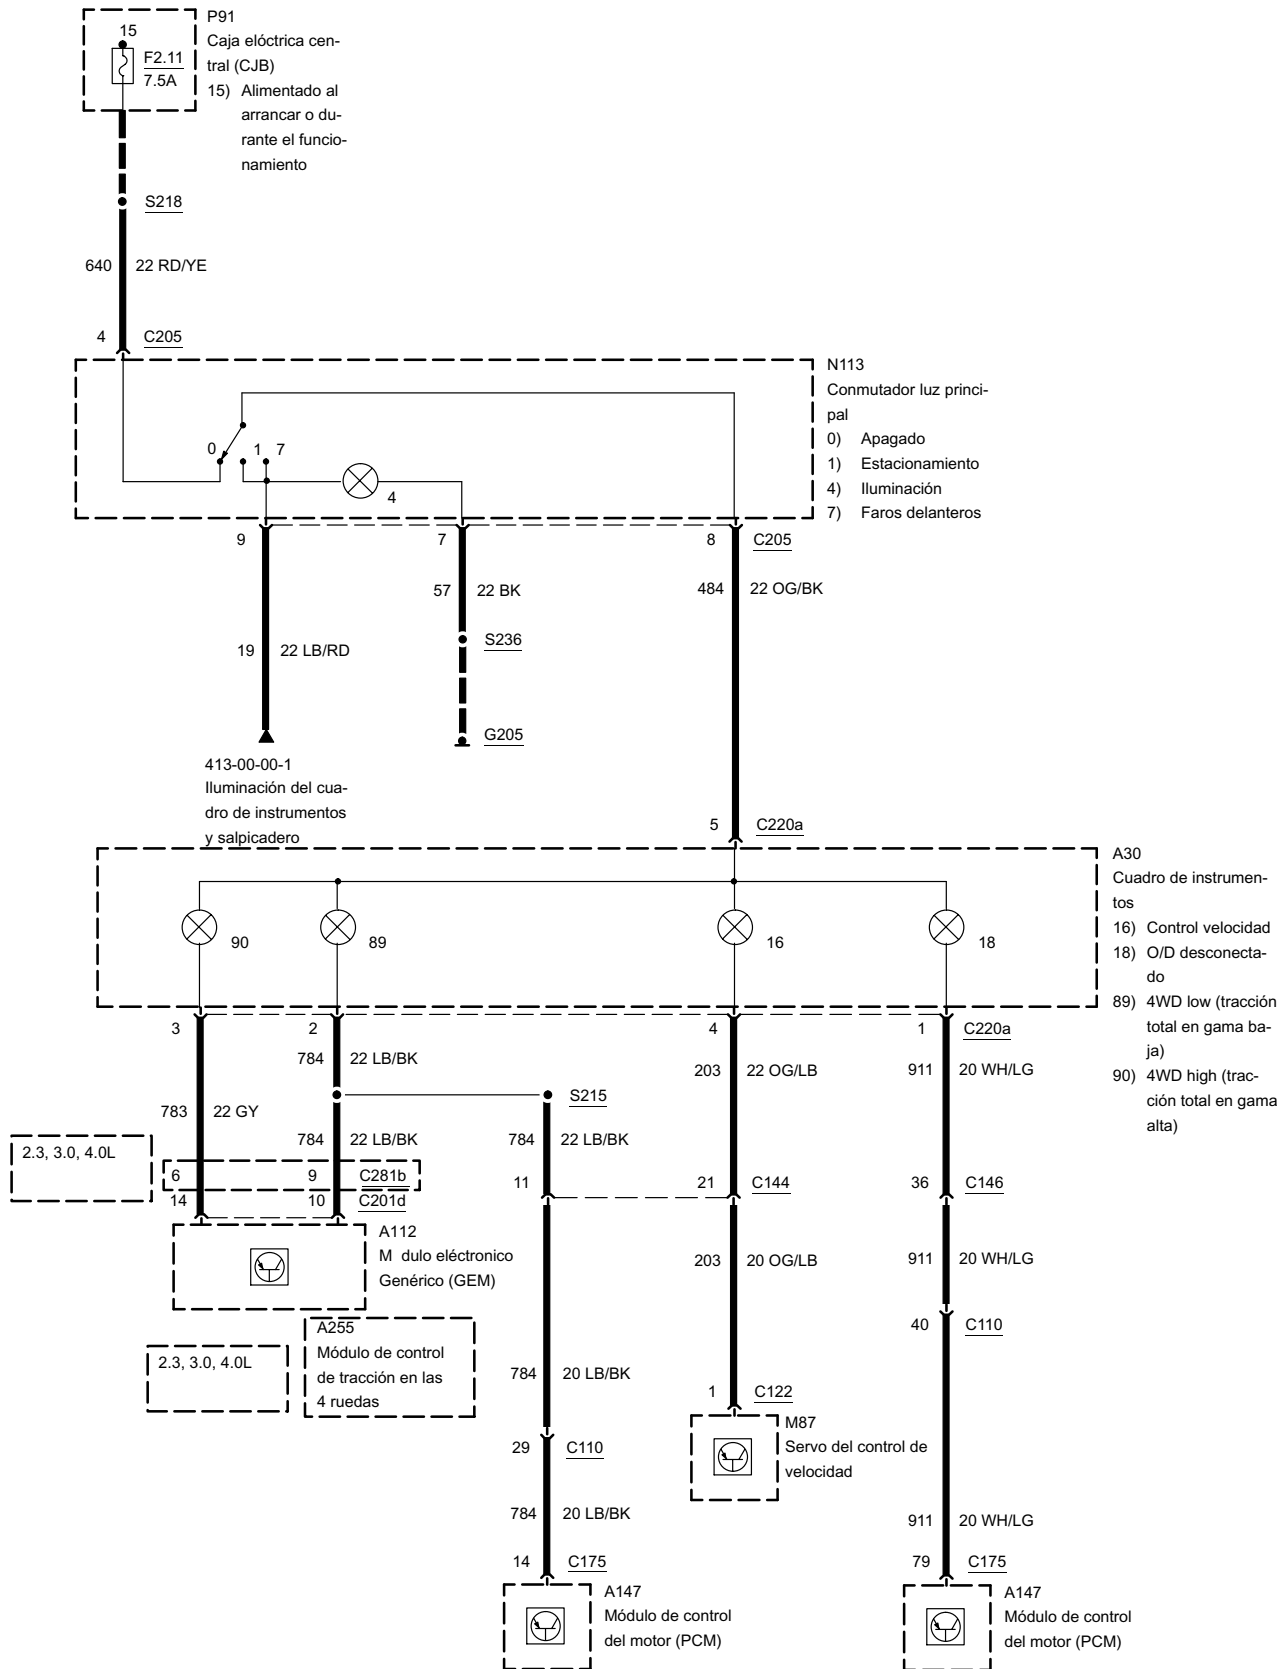 P91
15
Caja elóctrica cen-
F2.11
tral (CJB)
7.5A
15) Alimentado al
arrancar o du-
rante el funcio-
namiento
S218
640 22 RD/YE
4 C205
N113
Conmutador luz princi-
pal
0) Apagado
1) Estacionamiento
4) Iluminación
7) Faros delanteros
0 1 7
4
9 7 8 C205
57 22 BK
484 22 OG/BK
S236
19 22 LB/RD
G205
413-00-00-1
Iluminación del cua-
dro de instrumentos
y salpicadero
5 C220a
A30
Cuadro de instrumen-
tos
16) Control velocidad
18) O/D desconecta-
do
89) 4WD low (tracción
total en gama ba-
ja)
90) 4WD high (trac-
ción total en gama
alta)
90 89 16 18
3 2 4 1 C220a
784 22 LB/BK
203 22 OG/LB
911 20 WH/LG
S215
783 22 GY
784 22 LB/BK
784 22 LB/BK
2.3, 3.0, 4.0L
6 9 C281b
11 21 C144
36 C146
14 10 C201d
A112
M dulo eléctronico
Genérico (GEM)
203 20 OG/LB
911 20 WH/LG
40 C110
A255
Módulo de control
de tracción en las
4 ruedas
2.3, 3.0, 4.0L
784 20 LB/BK
1 C122
M87
Servo del control de
velocidad
29 C110
784 20 LB/BK
911 20 WH/LG
14 C175
79 C175
A147
Módulo de control
del motor (PCM)
A147
Módulo de control
del motor (PCM)